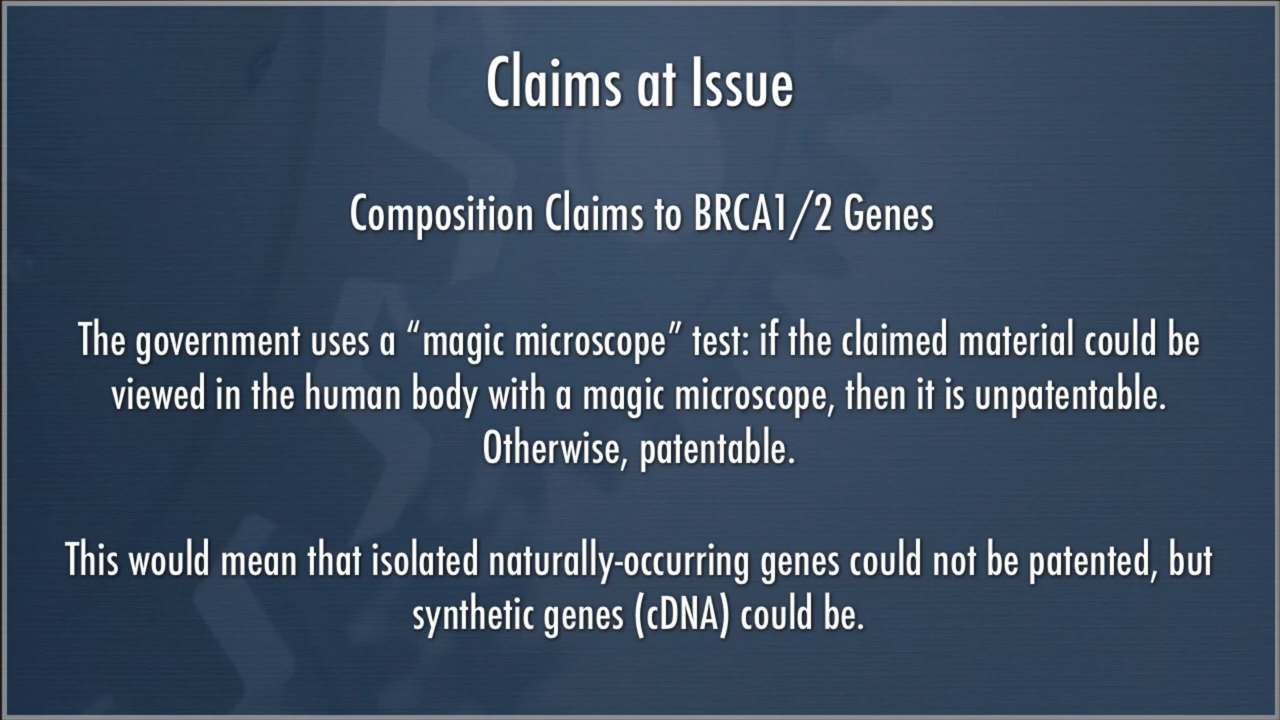 Claims at Issue
Composition Claims to BRCA1/2 Genes
The government uses a “magic microscope” test: if the claimed material could be
viewed in the human body with a magic microscope, then it is unpatentable.
Otherwise, patentable.
This would mean that isolated naturally-occurring genes could not be patented, but
synthetic genes (cDNA) could be.